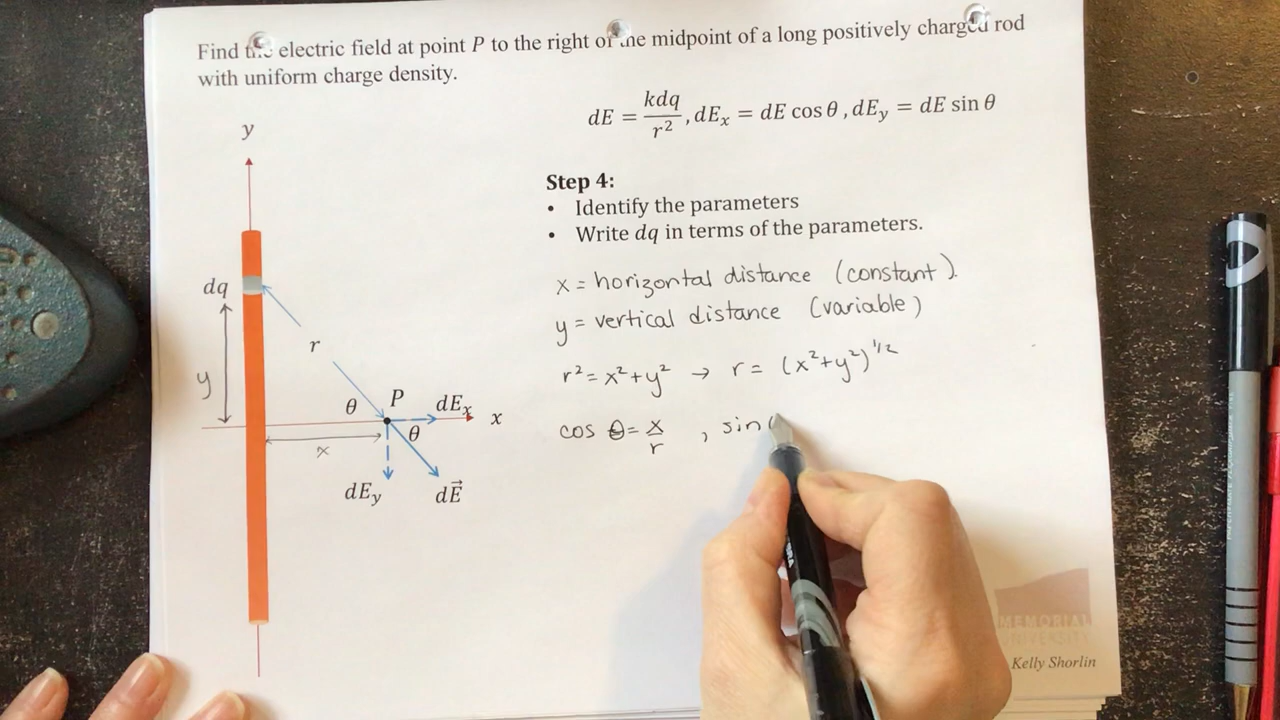 Find the electric field at point P to the right of the midpoint of a long positively charged rod
with uniform charge density.
dE = kdq/r², dEx = dE cos θ, dEy = dE sin θ
y
Step 4:
• Identify the parameters
• Write dq in terms of the parameters.
x = horizontal distance (constant).
y = vertical distance (variable)
r² = x² + y² → r = (x² + y²)^1/2
cos θ = x/r , sin
dq
r
y
θ
P
dEx
x
θ
x
dEy
dE⃗
MEMORIAL
UNIVERSITY
Kelly Shorlin